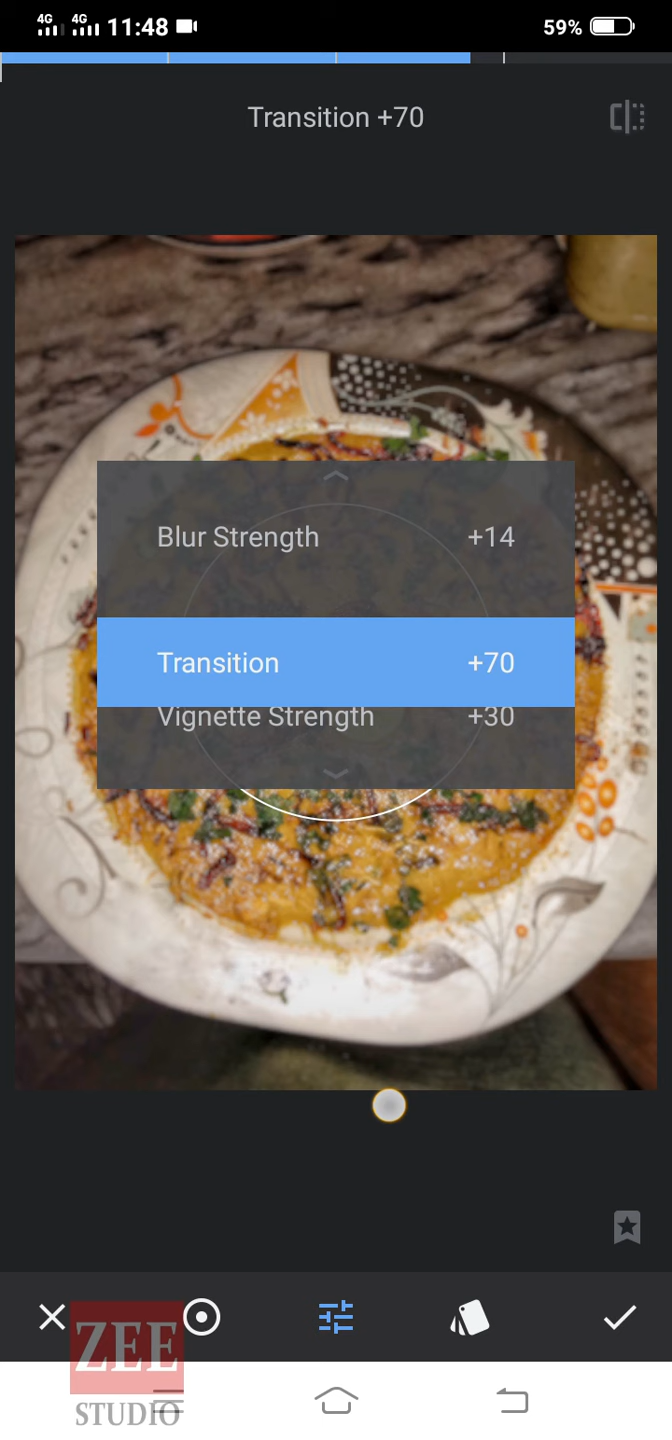 4G 4G 11:48 59%
Transition +70
Blur Strength +14
Transition +70
Vignette Strength +30
ZEE
STUDIO